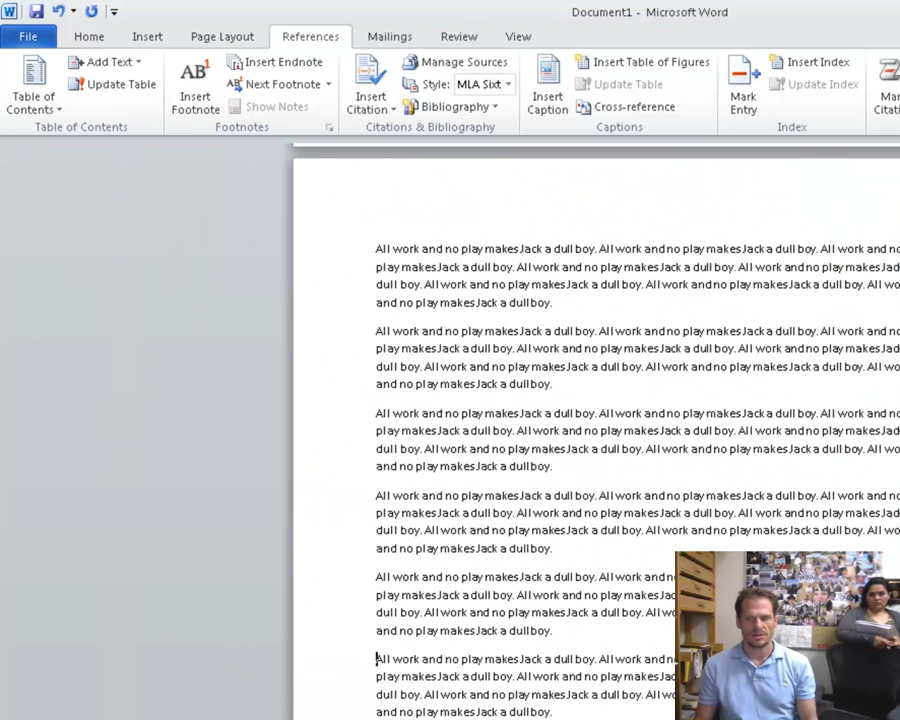 Document1 - Microsoft Word
File Home Insert Page Layout References Mailings Review View
Table of Contents
Add Text
Update Table
Table of Contents
AB1 Insert Footnote
Insert Endnote
Next Footnote
Show Notes
Footnotes
Insert Citation
Manage Sources
Style: MLA Sixt
Bibliography
Citations & Bibliography
Insert Caption
Insert Table of Figures
Update Table
Cross-reference
Captions
Mark Entry
Insert Index
Update Index
Index
All work and no play makes Jack a dull boy. All work and no play makes Jack a dull boy. All work and no
play makes Jack a dull boy. All work and no play makes Jack a dull boy. All work and no play makes Jack
dull boy. All work and no play makes Jack a dull boy. All work and no play makes Jack a dull boy. All wo
and no play makes Jack a dull boy.
All work and no play makes Jack a dull boy. All work and no play makes Jack a dull boy. All work and no
play makes Jack a dull boy. All work and no play makes Jack a dull boy. All work and no play makes Jack
dull boy. All work and no play makes Jack a dull boy. All work and no play makes Jack a dull boy. All wo
and no play makes Jack a dull boy.
All work and no play makes Jack a dull boy. All work and no play makes Jack a dull boy. All work and no
play makes Jack a dull boy. All work and no play makes Jack a dull boy. All work and no play makes Jack
dull boy. All work and no play makes Jack a dull boy. All work and no play makes Jack a dull boy. All wo
and no play makes Jack a dull boy.
All work and no play makes Jack a dull boy. All work and no play makes Jack a dull boy. All work and no
play makes Jack a dull boy. All work and no play makes Jack a dull boy. All work and no play makes Jack
dull boy. All work and no play makes Jack a dull boy. All work and no play makes Jack a dull boy. All wo
and no play makes Jack a dull boy.
All work and no play makes Jack a dull boy. All work and n
play makes Jack a dull boy. All work and no play makes Jac
dull boy. All work and no play makes Jack a dull boy. All w
and no play makes Jack a dull boy.
All work and no play makes Jack a dull boy. All work and n
play makes Jack a dull boy. All work and no play makes Jac
dull boy. All work and no play makes Jack a dull boy. All w
and no play makes Jack a dull boy.